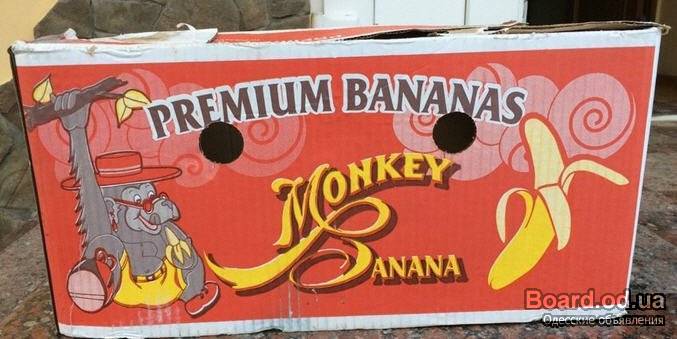 PREMIUM BANANAS
MONKEY
BANANA
Board.od.ua
Одесские объявления